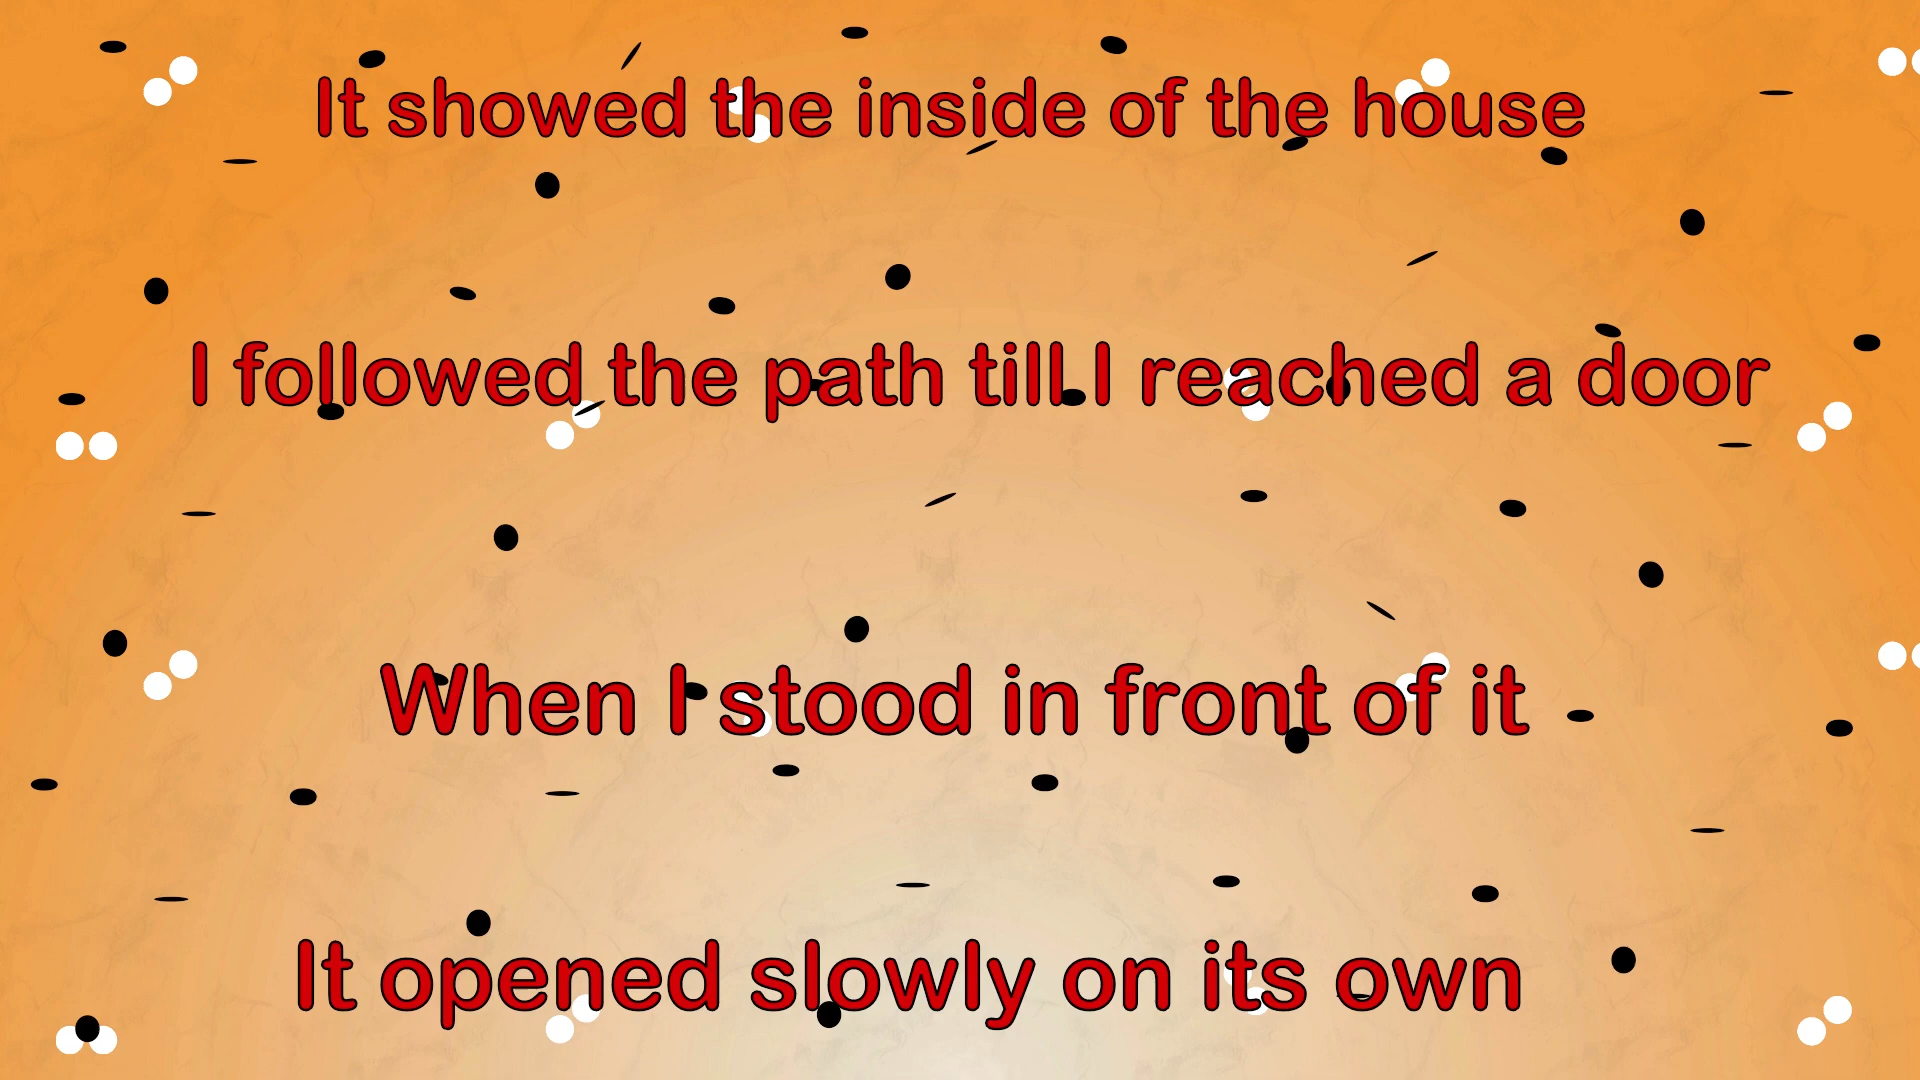 It showed the inside of the house
I followed the path till I reached a door
When I stood in front of it
It opened slowly on its own